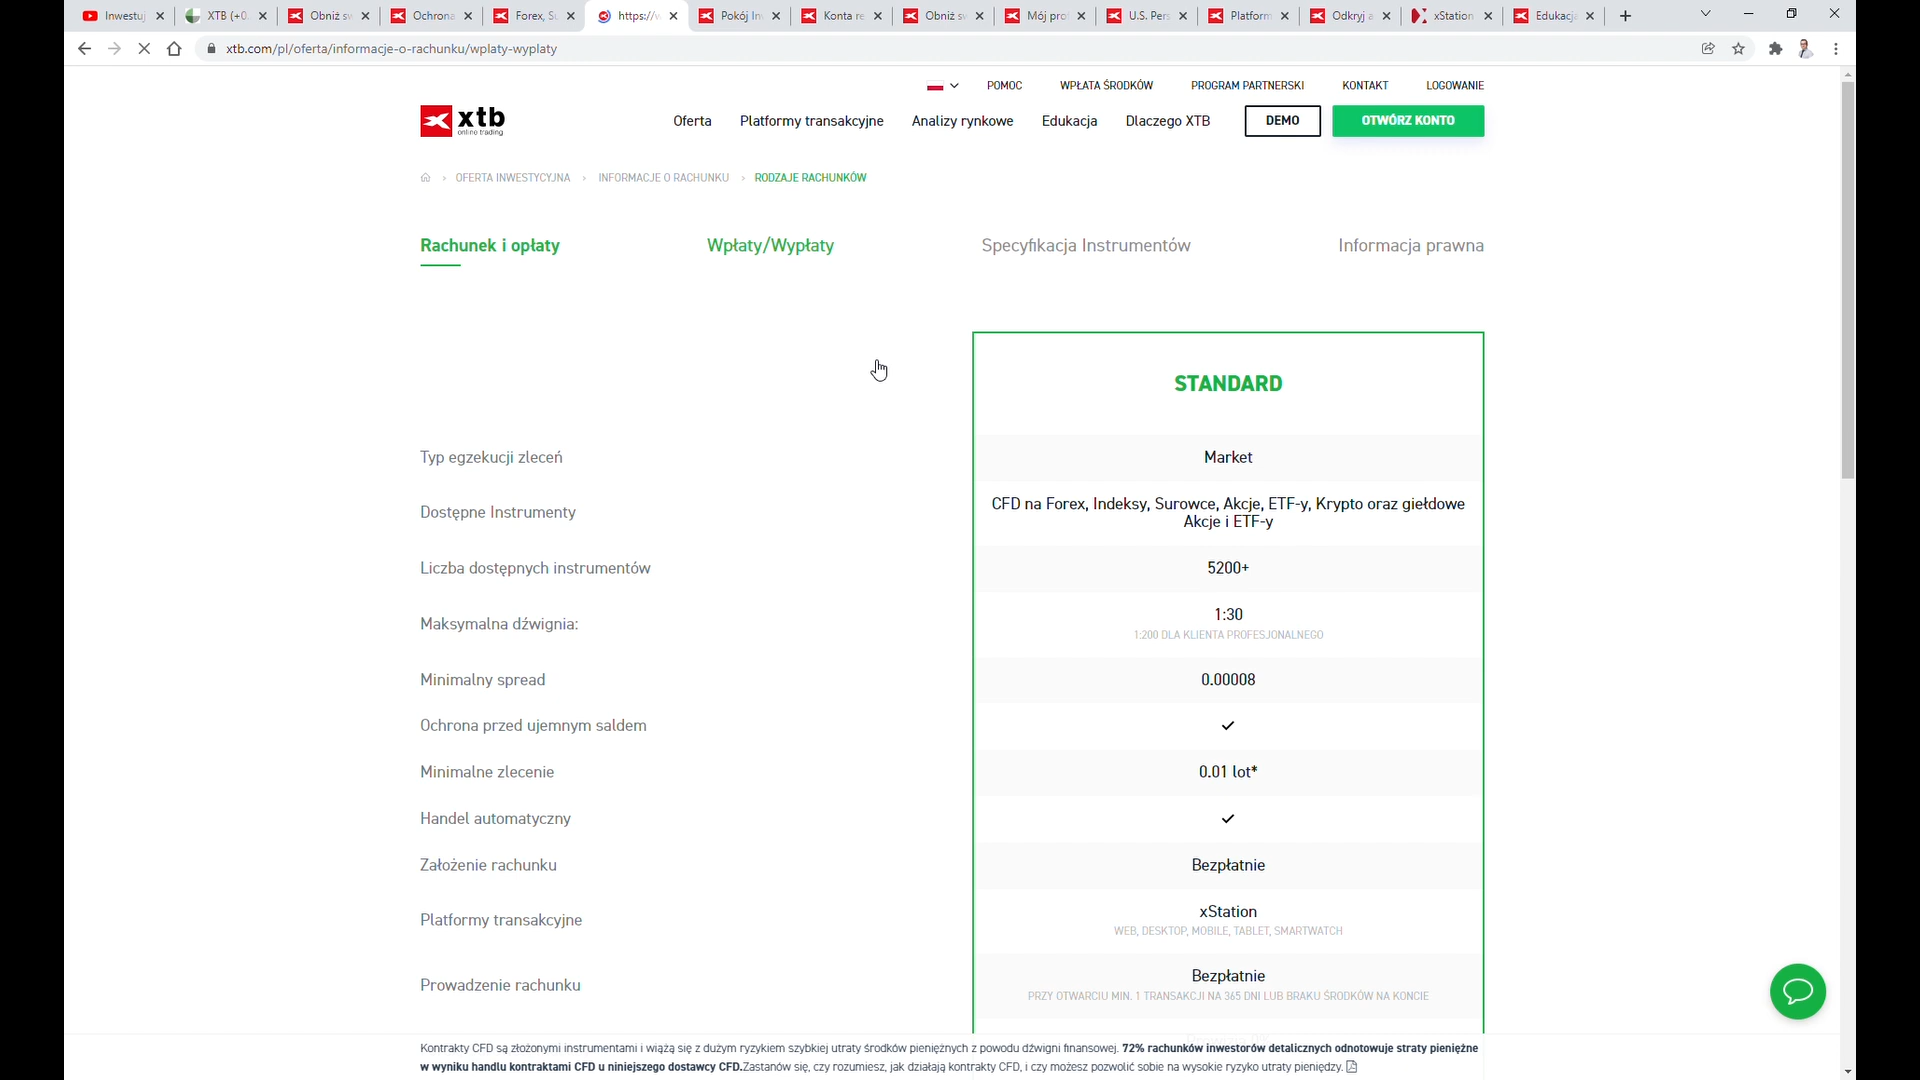 Inwestuj
XTB (+0.
Obniż sw
Ochrona
Forex, Su
https://w
Pokój In
Konta re
Obniż sw
Mój pro
U.S. Pers
Platform
Odkryj a
xStation
Edukacja
xtb.com/pl/oferta/informacje-o-rachunku/wplaty-wyplaty
POMOC
WPŁATA ŚRODKÓW
PROGRAM PARTNERSKI
KONTAKT
LOGOWANIE
xtb
online trading
Oferta
Platformy transakcyjne
Analizy rynkowe
Edukacja
Dlaczego XTB
DEMO
OTWÓRZ KONTO
OFERTA INWESTYCYJNA
INFORMACJE O RACHUNKU
RODZAJE RACHUNKÓW
Rachunek i opłaty
Wpłaty/Wypłaty
Specyfikacja Instrumentów
Informacja prawna
STANDARD
Typ egzekucji zleceń
Market
Dostępne Instrumenty
CFD na Forex, Indeksy, Surowce, Akcje, ETF-y, Krypto oraz giełdowe
Akcje i ETF-y
Liczba dostępnych instrumentów
5200+
Maksymalna dźwignia:
1:30
1:200 DLA KLIENTA PROFESJONALNEGO
Minimalny spread
0.00008
Ochrona przed ujemnym saldem
Minimalne zlecenie
0.01 lot*
Handel automatyczny
Założenie rachunku
Bezpłatnie
Platformy transakcyjne
xStation
WEB, DESKTOP, MOBILE, TABLET, SMARTWATCH
Prowadzenie rachunku
Bezpłatnie
PRZY OTWARCIU MIN. 1 TRANSAKCJI NA 365 DNI LUB BRAKU ŚRODKÓW NA KONCIE
Kontrakty CFD są złożonymi instrumentami i wiążą się z dużym ryzykiem szybkiej utraty środków pieniężnych z powodu dźwigni finansowej. 72% rachunków inwestorów detalicznych odnotowuje straty pieniężne
w wyniku handlu kontraktami CFD u niniejszego dostawcy CFD.Zastanów się, czy rozumiesz, jak działają kontrakty CFD, i czy możesz pozwolić sobie na wysokie ryzyko utraty pieniędzy.